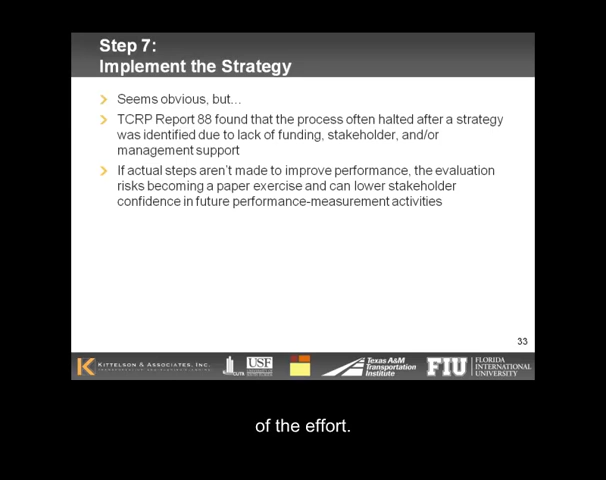 Step 7:
Implement the Strategy
Seems obvious, but…
TCRP Report 88 found that the process often halted after a strategy
was identified due to lack of funding, stakeholder, and/or
management support
If actual steps aren't made to improve performance, the evaluation
risks becoming a paper exercise and can lower stakeholder
confidence in future performance-measurement activities
33
KITTELSON & ASSOCIATES, INC.
CUTR
USF
Texas A&M
Transportation
Institute
FIU
FLORIDA
INTERNATIONAL
UNIVERSITY
of the effort.